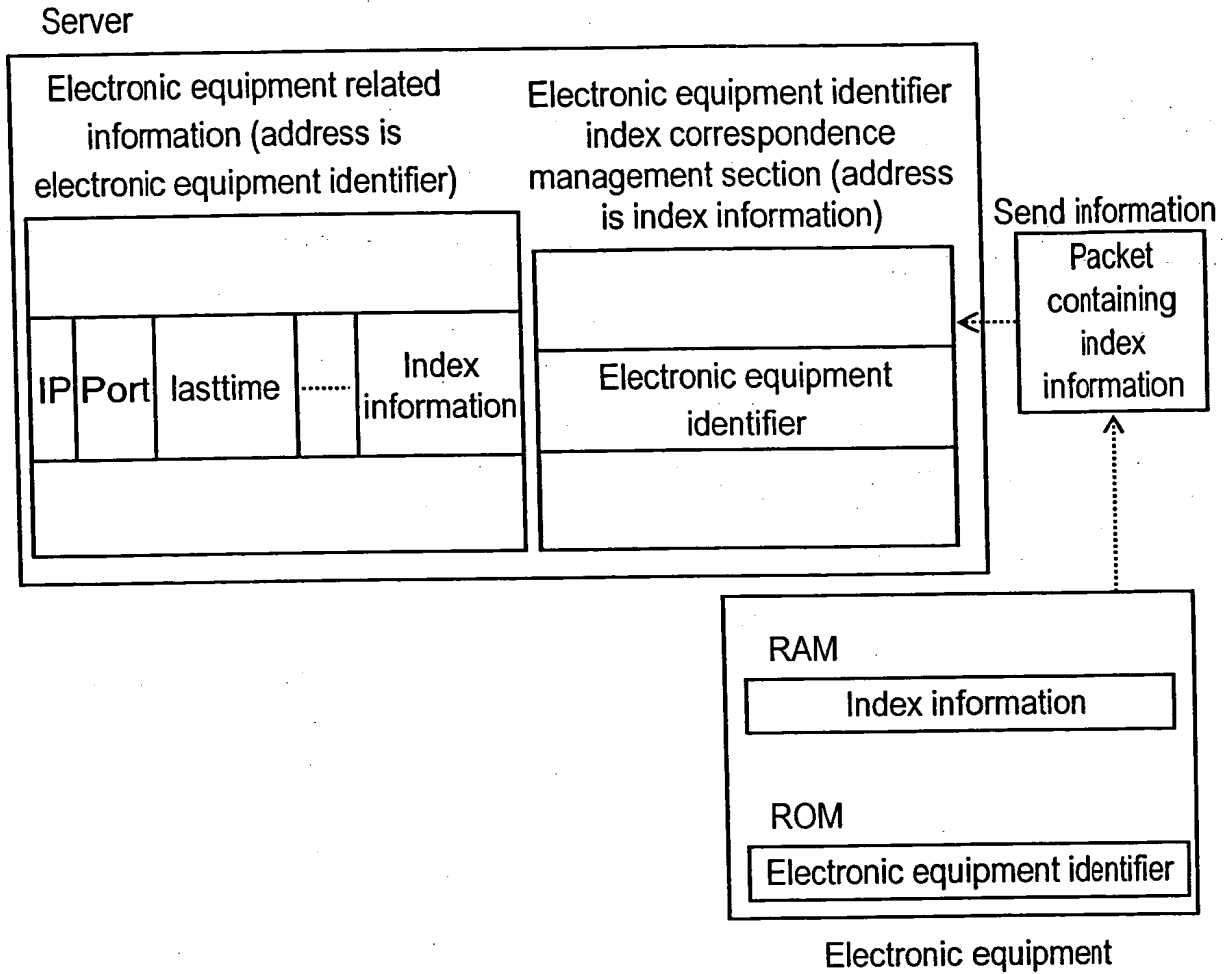 Server
Electronic equipment related
information (address is
electronic equipment identifier)
Electronic equipment identifier
index correspondence
management section (address
is index information)
IP
Port
lasttime
........
Index
information
Electronic equipment
identifier
Send information
Packet
containing
index
information
RAM
Index information
ROM
Electronic equipment identifier
Electronic equipment